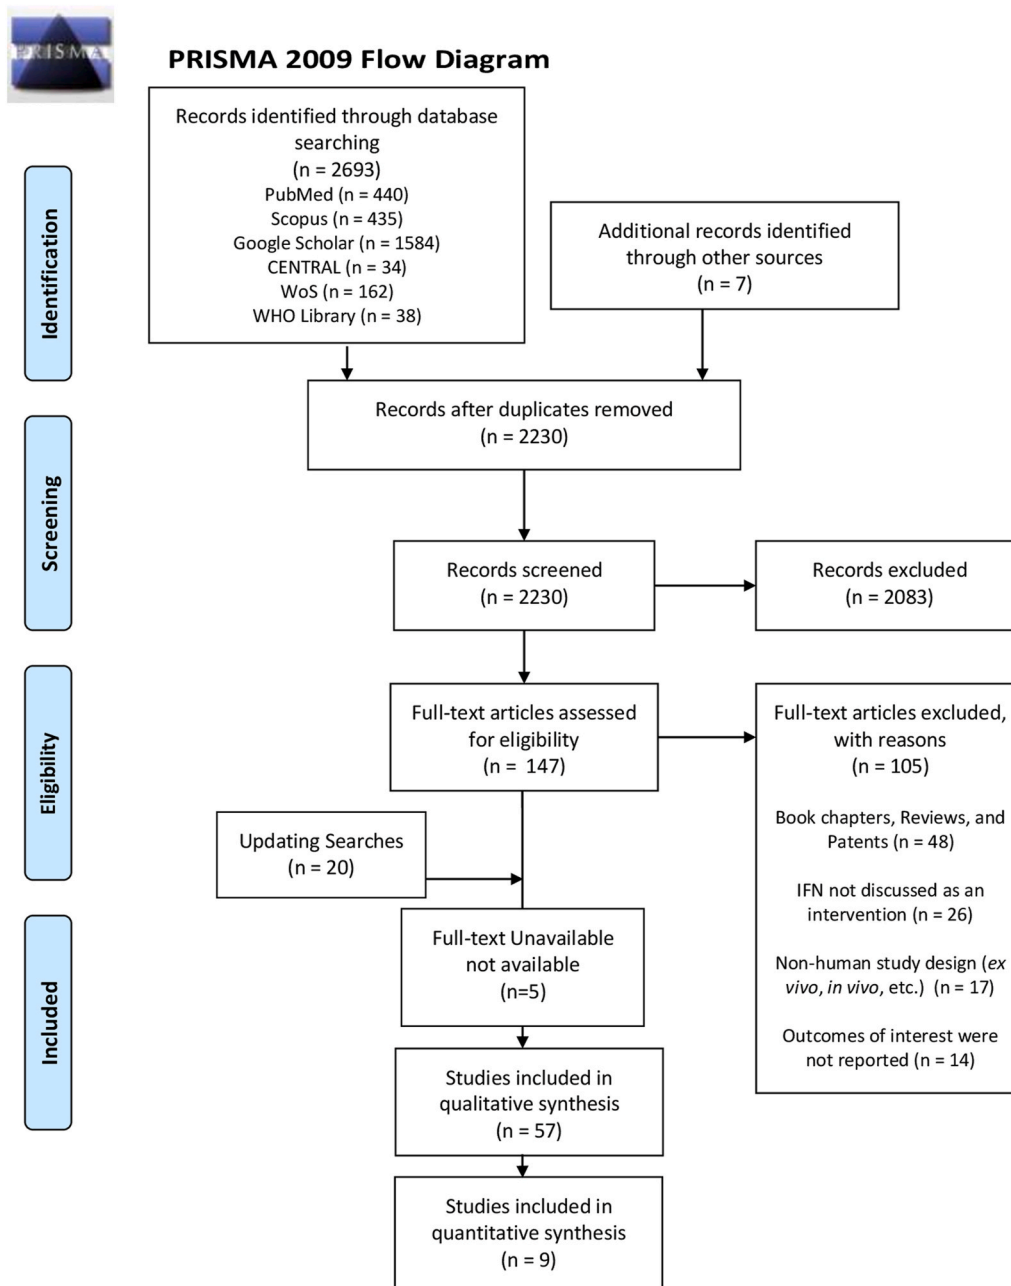 PRISMA
PRISMA 2009 Flow Diagram
Identification
Records identified through database
searching
(n = 2693)
PubMed (n = 440)
Scopus (n = 435)
Google Scholar (n = 1584)
CENTRAL (n = 34)
WoS (n = 162)
WHO Library (n = 38)
Additional records identified
through other sources
(n = 7)
Records after duplicates removed
(n = 2230)
Screening
Records screened
(n = 2230)
Records excluded
(n = 2083)
Eligibility
Full-text articles assessed
for eligibility
(n = 147)
Full-text articles excluded,
with reasons
(n = 105)
Book chapters, Reviews, and
Patents (n = 48)
IFN not discussed as an
intervention (n = 26)
Non-human study design (ex
vivo, in vivo, etc.) (n = 17)
Outcomes of interest were
not reported (n = 14)
Updating Searches
(n = 20)
Included
Full-text Unavailable
not available
(n=5)
Studies included in
qualitative synthesis
(n = 57)
Studies included in
quantitative synthesis
(n = 9)